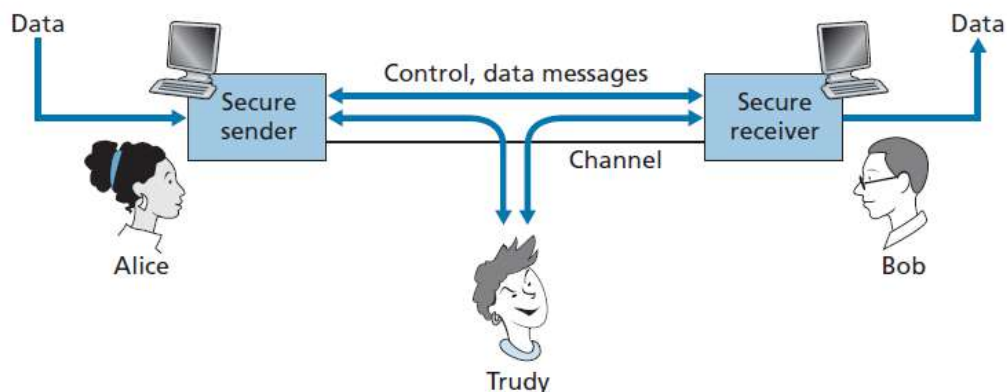 Data
Data
Control, data messages
Secure
sender
Secure
receiver
Channel
Alice
Bob
Trudy